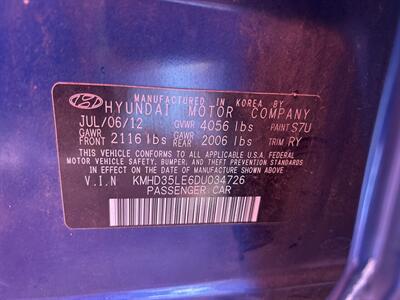 MANUFACTURED IN KOREA BY
HYUNDAI MOTOR COMPANY
JUL/06/12 GVWR 4056 lbs PAINT S7U
GAWR FRONT 2116 lbs GAWR REAR 2006 lbs TRIM RY
THIS VEHICLE CONFORMS TO ALL APPLICABLE U.S.A. FEDERAL
MOTOR VEHICLE SAFETY, BUMPER, AND THEFT PREVENTION STANDARDS
IN EFFECT ON THE DATE OF MANUFACTURE SHOWN ABOVE.
V.I.N KMHD35LE6DU034726
PASSENGER CAR